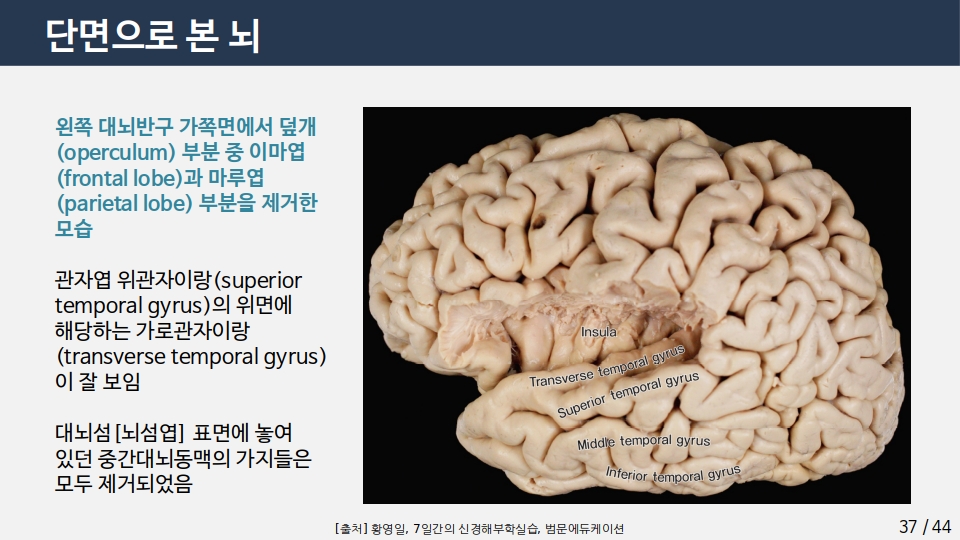 단면으로 본 뇌
왼쪽 대뇌반구 가쪽면에서 덮개
(operculum) 부분 중 이마엽
(frontal lobe)과 마루엽
(parietal lobe) 부분을 제거한
모습
관자엽 위관자이랑(superior
temporal gyrus)의 위면에
해당하는 가로관자이랑
(transverse temporal gyrus)
이 잘 보임
대뇌섬[뇌섬엽] 표면에 놓여
있던 중간대뇌동맥의 가지들은
모두 제거되었음
Insula
Transverse temporal gyrus
Superior temporal gyrus
Middle temporal gyrus
Inferior temporal gyrus
[출처] 황영일, 7일간의 신경해부학실습, 범문에듀케이션
37 / 44